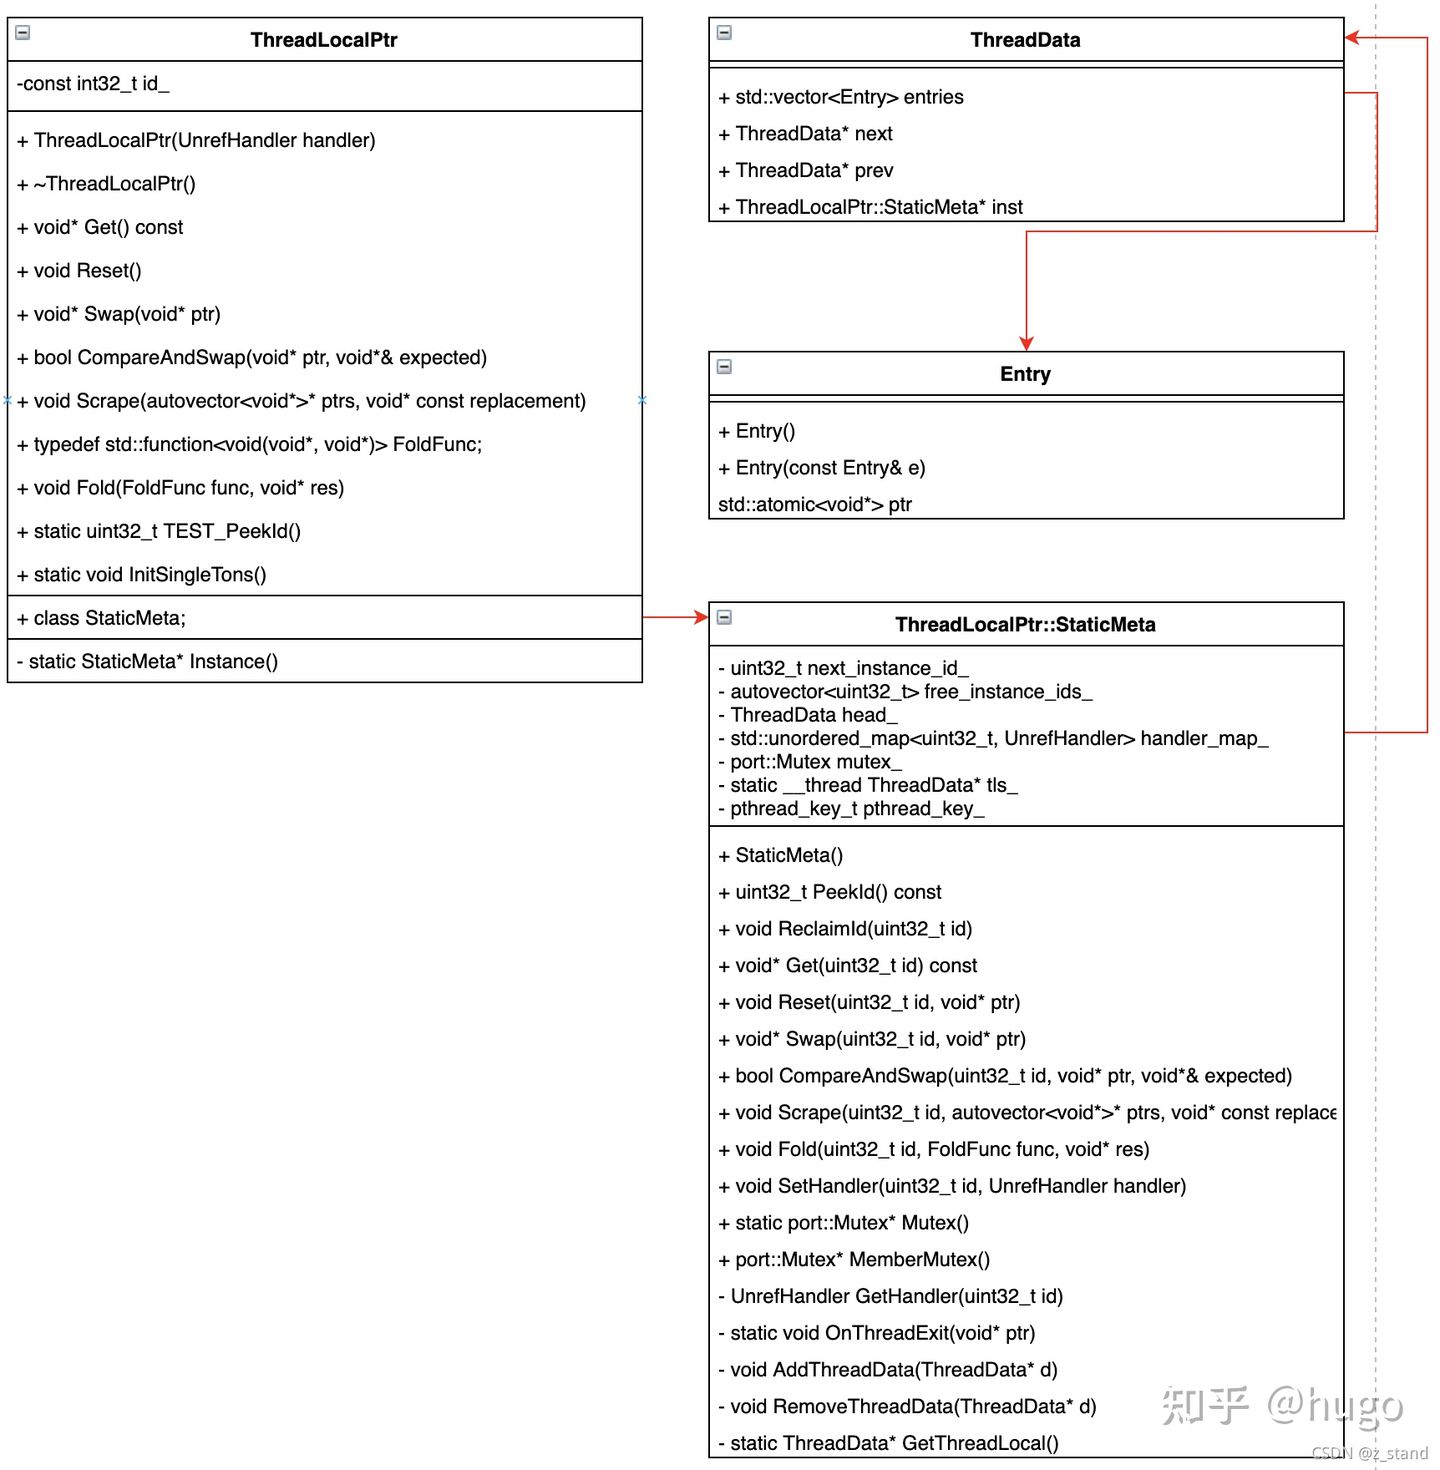 ThreadLocalPtr
-const int32_t id_
+ ThreadLocalPtr(UnrefHandler handler)
+ ~ThreadLocalPtr()
+ void* Get() const
+ void Reset()
+ void* Swap(void* ptr)
+ bool CompareAndSwap(void* ptr, void*& expected)
+ void Scrape(autovector<void*>* ptrs, void* const replacement)
+ typedef std::function<void(void*, void*)> FoldFunc;
+ void Fold(FoldFunc func, void* res)
+ static uint32_t TEST_PeekId()
+ static void InitSingleTons()
+ class StaticMeta;
- static StaticMeta* Instance()
ThreadData
+ std::vector<Entry> entries
+ ThreadData* next
+ ThreadData* prev
+ ThreadLocalPtr::StaticMeta* inst
Entry
+ Entry()
+ Entry(const Entry& e)
std::atomic<void*> ptr
ThreadLocalPtr::StaticMeta
- uint32_t next_instance_id_
- autovector<uint32_t> free_instance_ids_
- ThreadData head_
- std::unordered_map<uint32_t, UnrefHandler> handler_map_
- port::Mutex mutex_
- static __thread ThreadData* tls_
- pthread_key_t pthread_key_
+ StaticMeta()
+ uint32_t PeekId() const
+ void ReclaimId(uint32_t id)
+ void* Get(uint32_t id) const
+ void Reset(uint32_t id, void* ptr)
+ void* Swap(uint32_t id, void* ptr)
+ bool CompareAndSwap(uint32_t id, void* ptr, void*& expected)
+ void Scrape(uint32_t id, autovector<void*>* ptrs, void* const replace
+ void Fold(uint32_t id, FoldFunc func, void* res)
+ void SetHandler(uint32_t id, UnrefHandler handler)
+ static port::Mutex* Mutex()
+ port::Mutex* MemberMutex()
- UnrefHandler GetHandler(uint32_t id)
- static void OnThreadExit(void* ptr)
- void AddThreadData(ThreadData* d)
- void RemoveThreadData(ThreadData* d)
- static ThreadData* GetThreadLocal()
知乎 @hugo
CSDN @z_stand